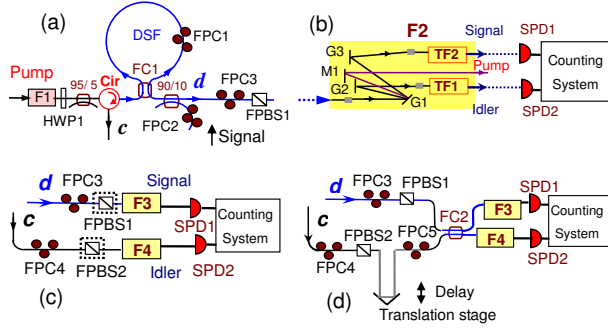 (a)
DSF
FPC1
Pump
95/ 5
Cir
FC1
90/10
d
FPC3
F1
HWP1
c
FPC2
Signal
FPBS1
(b)
F2
Signal
SPD1
G3
TF2
M1
Pump
G2
TF1
G1
Idler
SPD2
Counting
System
d
FPC3
Signal
F3
SPD1
c
FPBS1
Counting
System
F4
FPC4
FPBS2
Idler
SPD2
(c)
d
FPC3
FPBS1
SPD1
FC2
F3
c
FPBS2
FPC5
F4
Counting
System
FPC4
SPD2
Delay
Translation stage
(d)